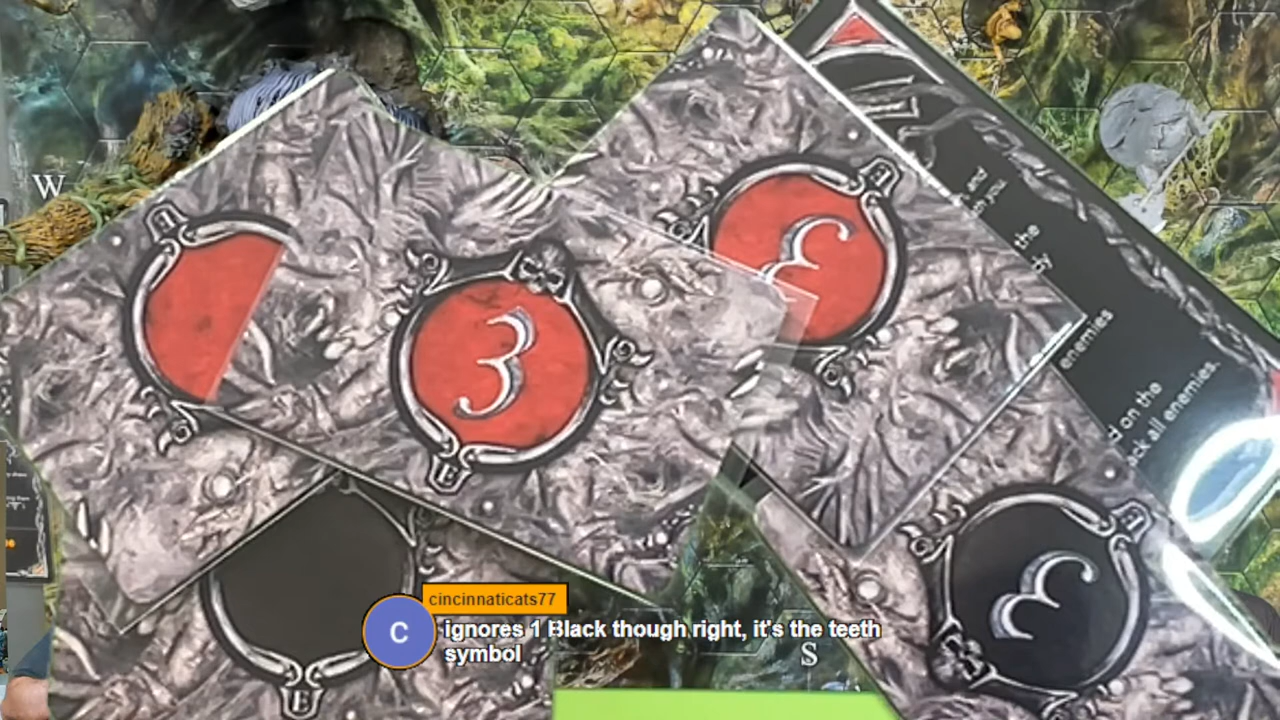 W
, and
the
enemies
d on the
ack all enemies.
E
3
E
3
E
3
E
E
cincinnaticats77
C
ignores 1 Black though right, it's the teeth
symbol
S